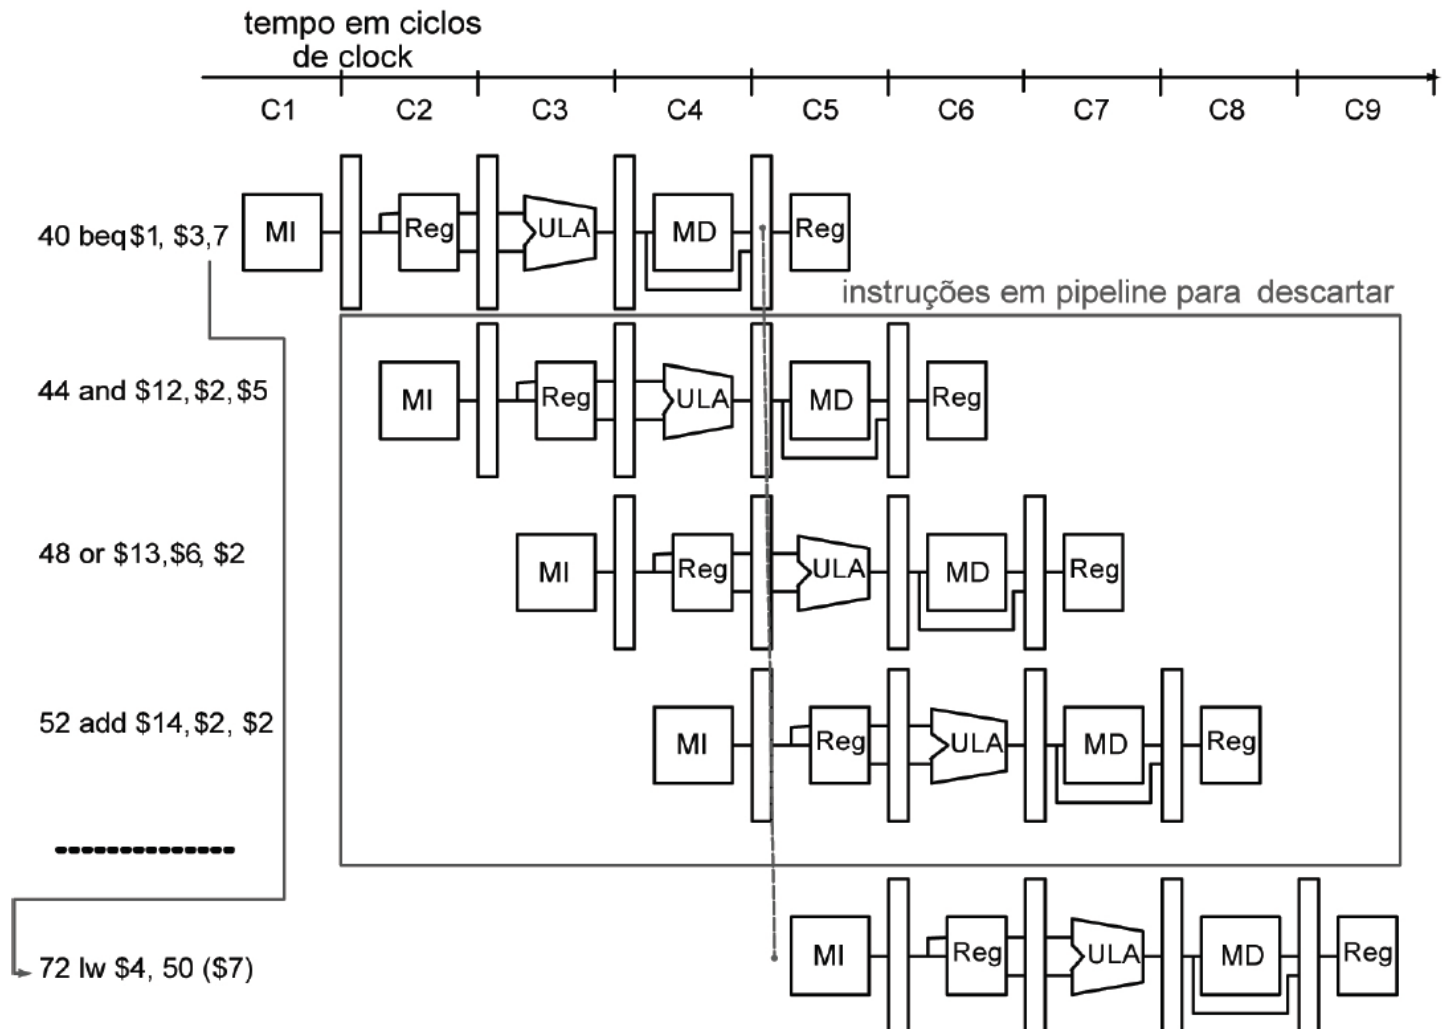 tempo em ciclos
de clock
C1 C2 C3 C4 C5 C6 C7 C8 C9
40 beq $1, $3,7 MI Reg ULA MD Reg
instruções em pipeline para descartar
44 and $12, $2, $5 MI Reg ULA MD Reg
48 or $13,$6, $2 MI Reg ULA MD Reg
52 add $14,$2, $2 MI Reg ULA MD Reg
72 lw $4, 50 ($7) MI Reg ULA MD Reg